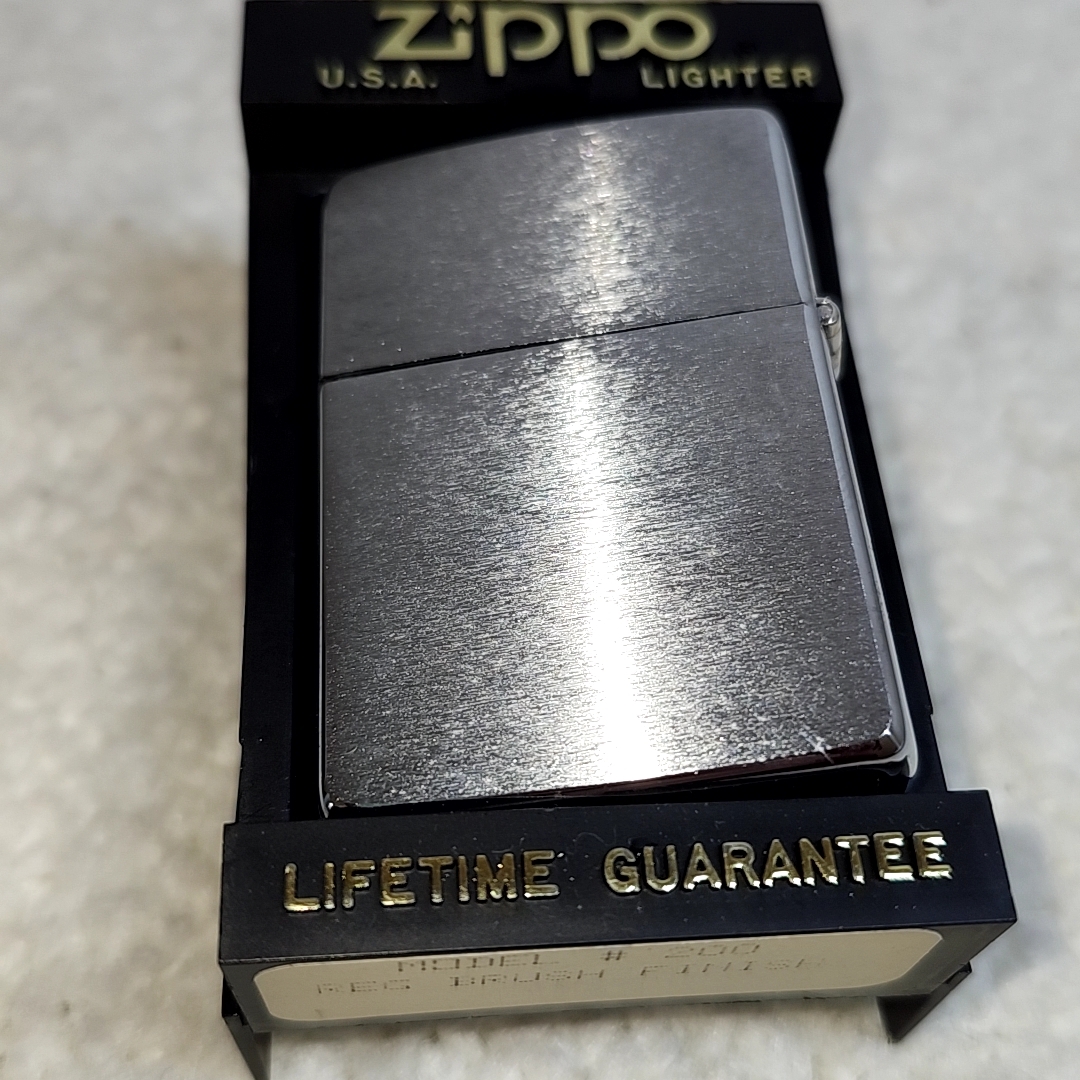 Zippo
U.S.A. LIGHTER
LIFETIME GUARANTEE
MODEL # 200
REG BRUSH FINISH